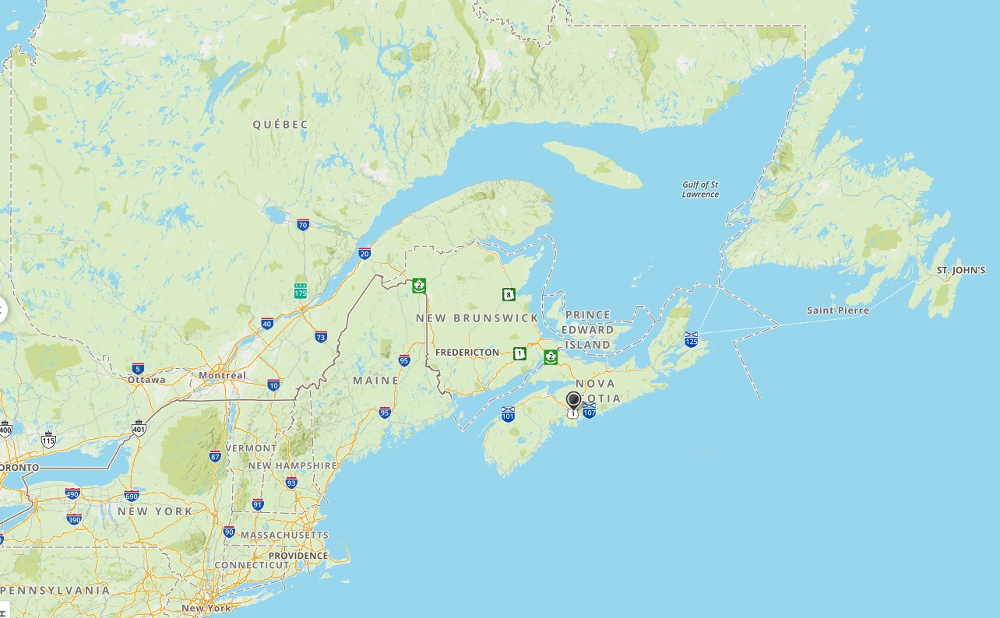 QUÉBEC
Gulf of St
Lawrence
70
20
ST. JOHN'S
2
175
8
Saint-Pierre
40
NEW BRUNSWICK
PRINCE
EDWARD
ISLAND
73
125
FREDERICTON
1
2
95
5
Ottawa
Montréal
10
MAINE
NOVA
OTIA
95
101
1
107
400
401
115
VERMONT
87
NEW HAMPSHIRE
ORONTO
93
490
690
91
NEW YORK
390
90
MASSACHUSETTS
PROVIDENCE
CONNECTICUT
PENNSYLVANIA
New York